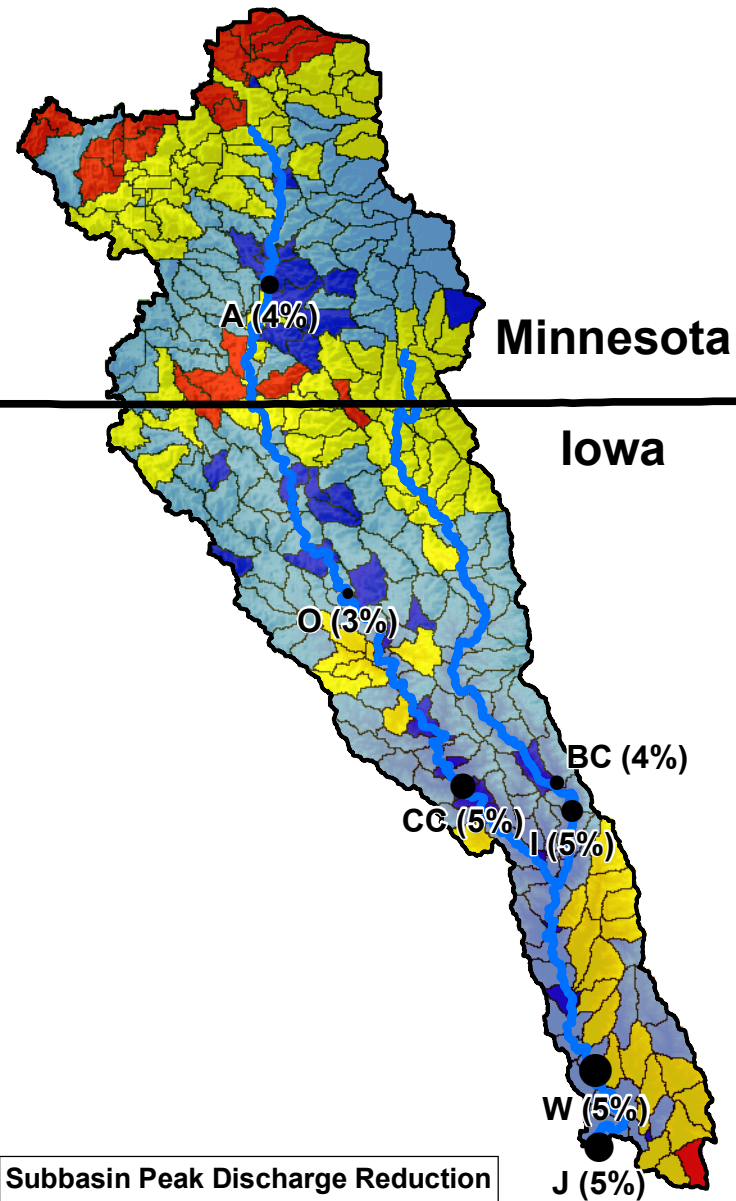 A (4%)
Minnesota
Iowa
O (3%)
BC (4%)
CC (5%)
I (5%)
W (5%)
Subbasin Peak Discharge Reduction
J (5%)